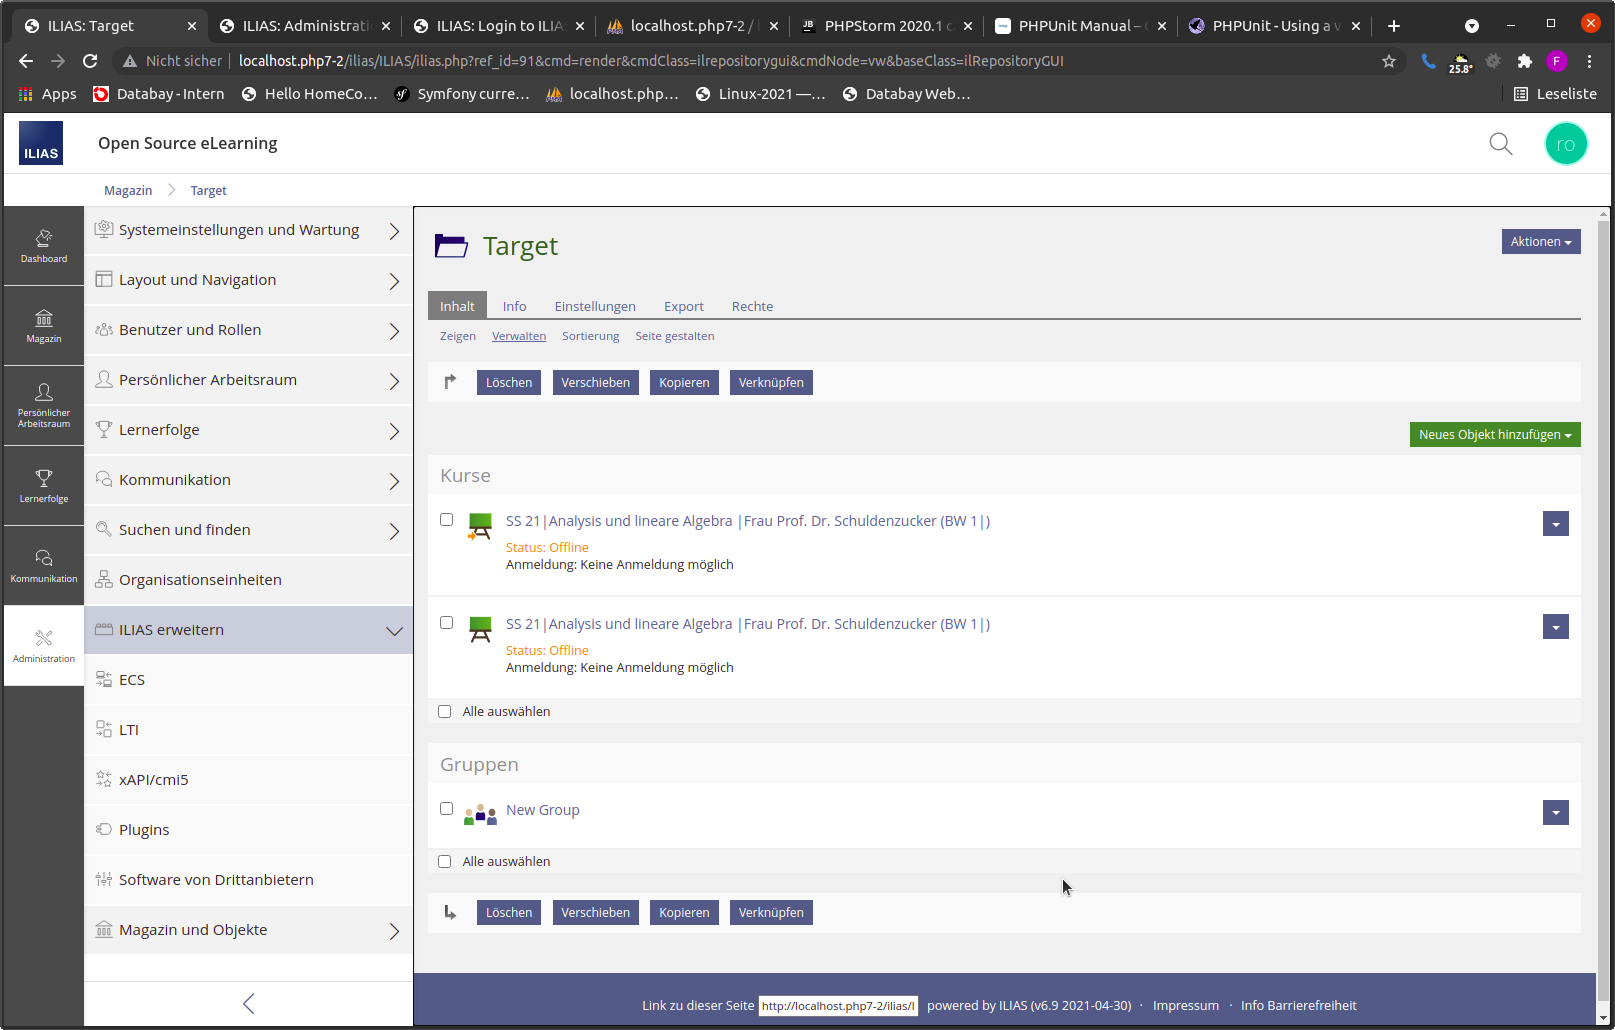 ILIAS: Target
ILIAS: Administrati
ILIAS: Login to ILIA
localhost.php7-2 /
PHPStorm 2020.1
PHPUnit Manual –
PHPUnit - Using a v
Nicht sicher localhost.php7-2/ilias/ILIAS/ilias.php?ref_id=91&cmd=render&cmdClass=ilrepositorygui&cmdNode=vw&baseClass=ilRepositoryGUI
25.8°
F
Apps
Databay - Intern
Hello HomeCo...
Symfony curre...
localhost.php...
Linux-2021 —...
Databay Web...
Leseliste
ILIAS
Open Source eLearning
ro
Magazin
Target
Dashboard
Magazin
Persönlicher
Arbeitsraum
Lernerfolge
Kommunikation
Administration
Systemeinstellungen und Wartung
Layout und Navigation
Benutzer und Rollen
Persönlicher Arbeitsraum
Lernerfolge
Kommunikation
Suchen und finden
Organisationseinheiten
ILIAS erweitern
ECS
LTI
xAPI/cmi5
Plugins
Software von Drittanbietern
Magazin und Objekte
Target
Aktionen
Inhalt Info Einstellungen Export Rechte
Zeigen Verwalten Sortierung Seite gestalten
Löschen Verschieben Kopieren Verknüpfen
Neues Objekt hinzufügen
Kurse
SS 21|Analysis und lineare Algebra |Frau Prof. Dr. Schuldenzucker (BW 1|)
Status: Offline
Anmeldung: Keine Anmeldung möglich
SS 21|Analysis und lineare Algebra |Frau Prof. Dr. Schuldenzucker (BW 1|)
Status: Offline
Anmeldung: Keine Anmeldung möglich
Alle auswählen
Gruppen
New Group
Alle auswählen
Löschen Verschieben Kopieren Verknüpfen
Link zu dieser Seite http://localhost.php7-2/ilias/I powered by ILIAS (v6.9 2021-04-30) · Impressum · Info Barrierefreiheit